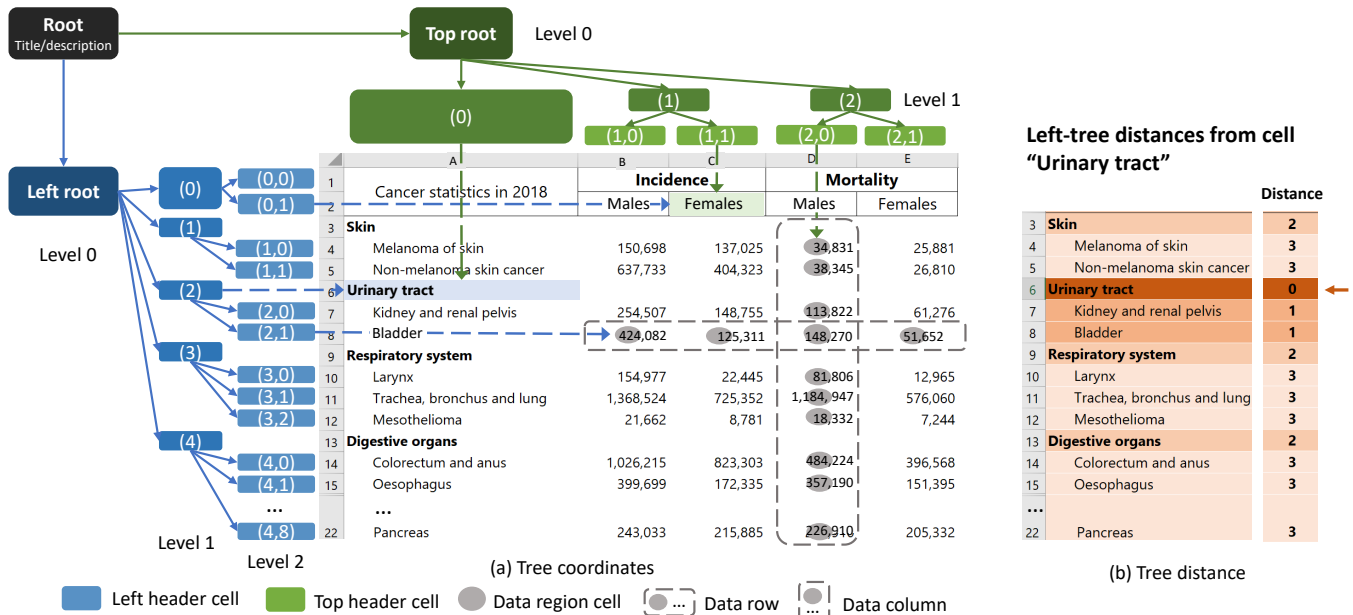 Root
Title/description
Top root
Level 0
(0)
(1)
(2)
Level 1
(1,0)
(1,1)
(2,0)
(2,1)
Left root
Level 0
(0)
(0,0)
(0,1)
(1)
(1,0)
(1,1)
(2)
(2,0)
(2,1)
(3)
(3,0)
(3,1)
(3,2)
(4)
(4,0)
(4,1)
...
(4,8)
Level 1
Level 2
A B C D E
1 Cancer statistics in 2018 Incidence Mortality
2 Males Females Males Females
3 Skin
4 Melanoma of skin 150,698 137,025 34,831 25,881
5 Non-melanoma skin cancer 637,733 404,323 38,345 26,810
6 Urinary tract
7 Kidney and renal pelvis 254,507 148,755 113,822 61,276
8 Bladder 424,082 125,311 148,270 51,652
9 Respiratory system
10 Larynx 154,977 22,445 81,806 12,965
11 Trachea, bronchus and lung 1,368,524 725,352 1,184,947 576,060
12 Mesothelioma 21,662 8,781 18,332 7,244
13 Digestive organs
14 Colorectum and anus 1,026,215 823,303 484,224 396,568
15 Oesophagus 399,699 172,335 357,190 151,395
...
22 Pancreas 243,033 215,885 226,910 205,332
(a) Tree coordinates
Left-tree distances from cell
“Urinary tract”
Distance
3 Skin 2
4 Melanoma of skin 3
5 Non-melanoma skin cancer 3
6 Urinary tract 0
7 Kidney and renal pelvis 1
8 Bladder 1
9 Respiratory system 2
10 Larynx 3
11 Trachea, bronchus and lung 3
12 Mesothelioma 3
13 Digestive organs 2
14 Colorectum and anus 3
15 Oesophagus 3
...
22 Pancreas 3
(b) Tree distance
Left header cell
Top header cell
Data region cell
... Data row
... Data column